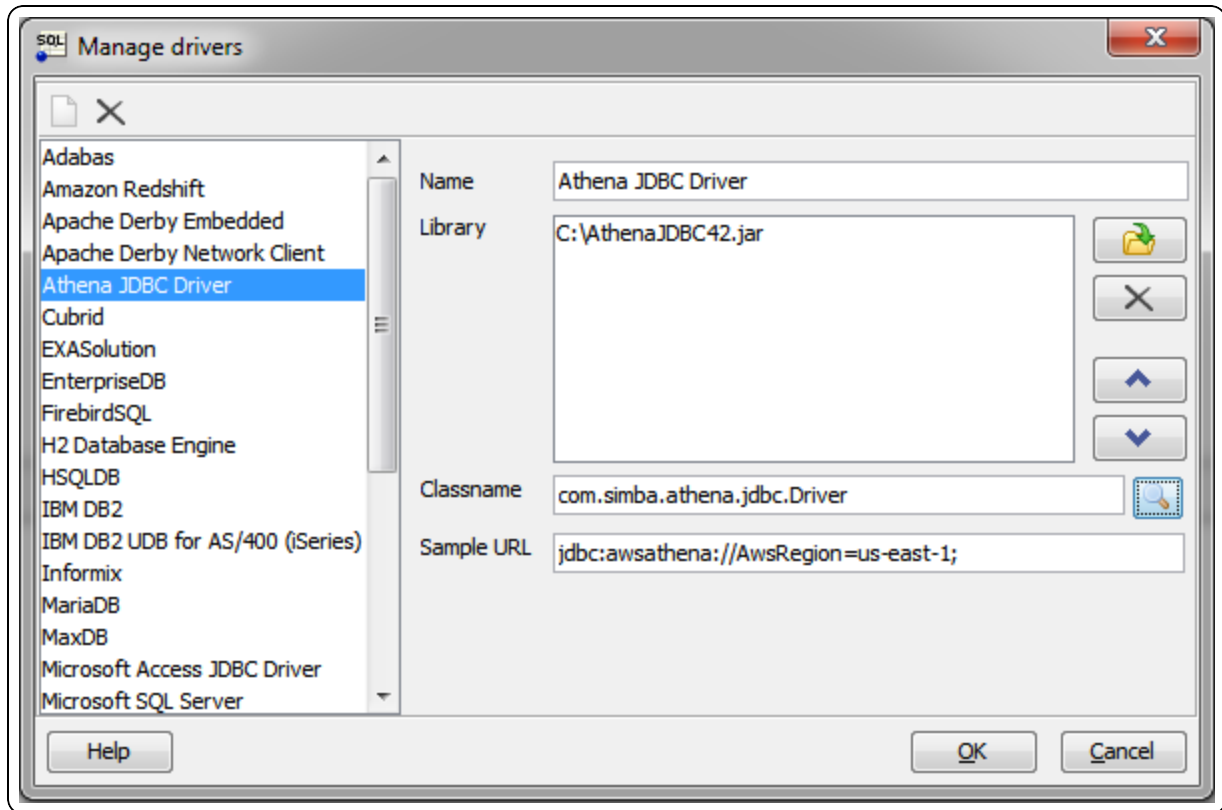 SQL Manage drivers
Adabas
Amazon Redshift
Apache Derby Embedded
Apache Derby Network Client
Athena JDBC Driver
Cubrid
EXASolution
EnterpriseDB
FirebirdSQL
H2 Database Engine
HSQLDB
IBM DB2
IBM DB2 UDB for AS/400 (iSeries)
Informix
MariaDB
MaxDB
Microsoft Access JDBC Driver
Microsoft SQL Server
Name Athena JDBC Driver
Library C:\AthenaJDBC42.jar
Classname com.simba.athena.jdbc.Driver
Sample URL jdbc:awsathena://AwsRegion=us-east-1;
Help OK Cancel